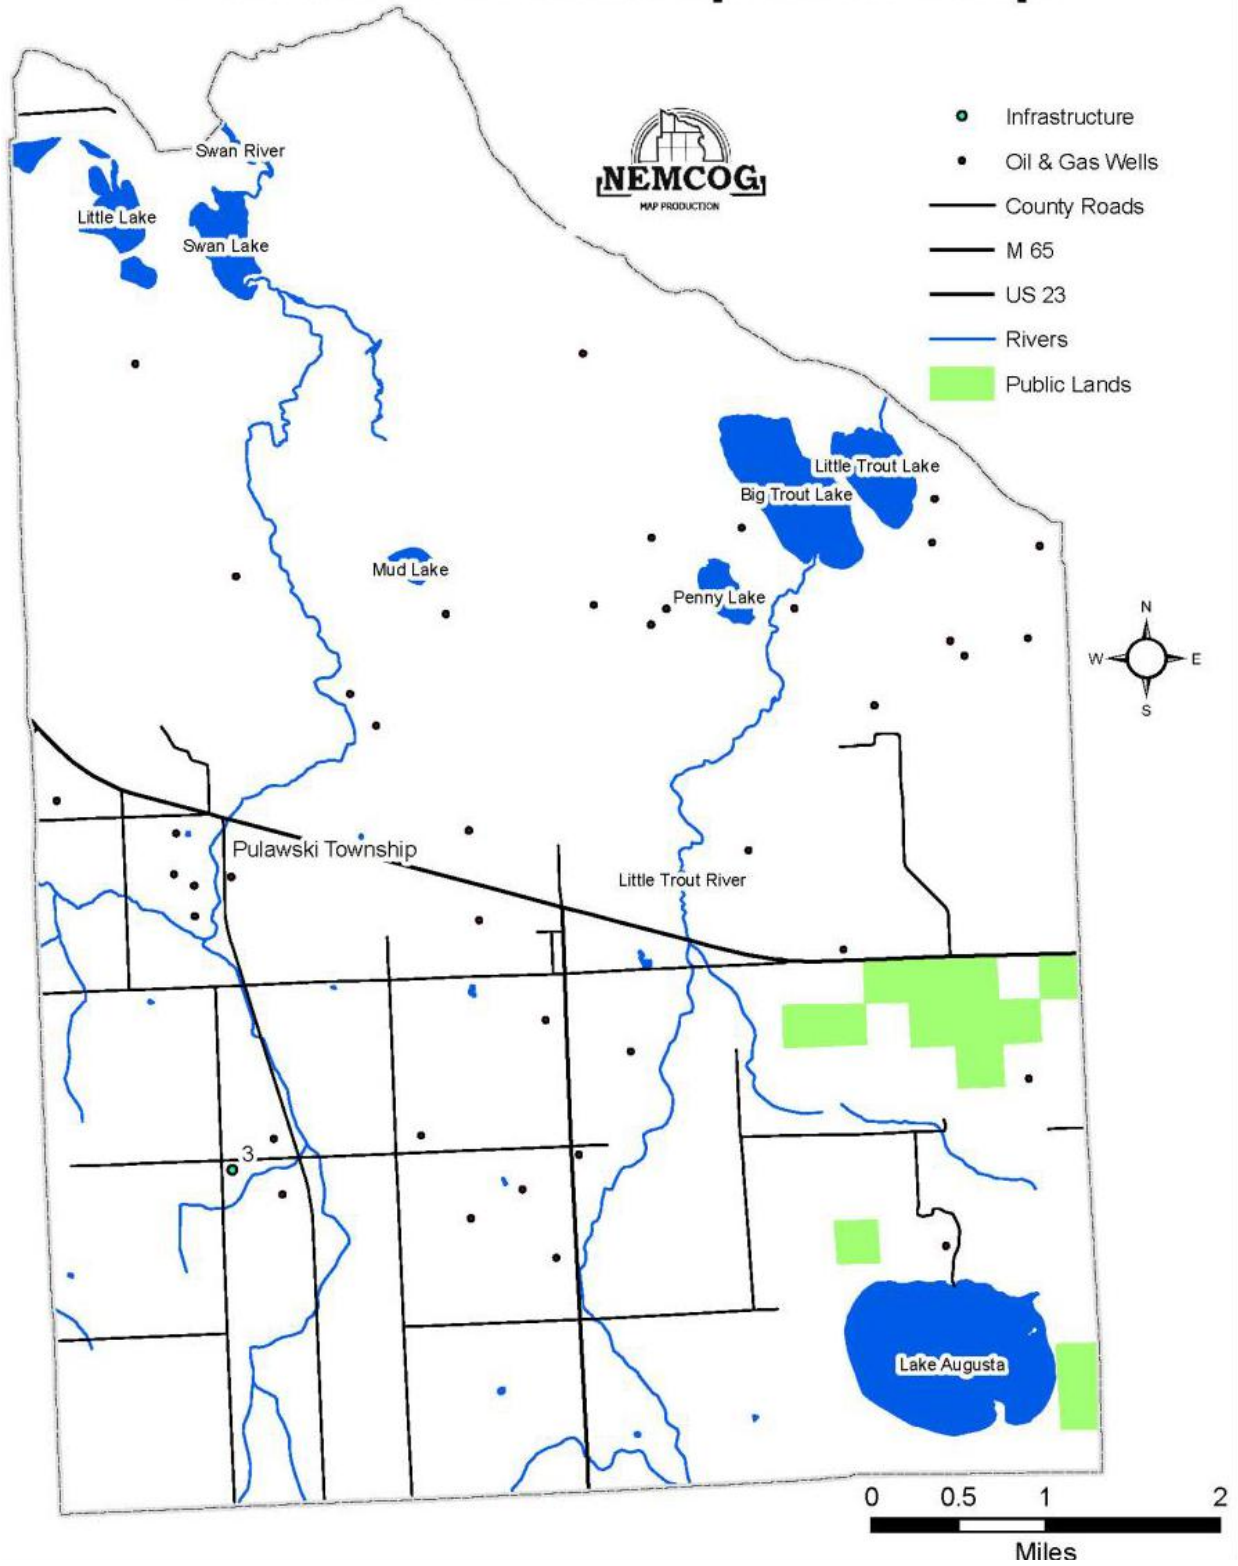 Swan River
Little Lake
Swan Lake
NEMCOG
MAP PRODUCTION
Infrastructure
Oil & Gas Wells
County Roads
M 65
US 23
Rivers
Public Lands
Little Trout Lake
Big Trout Lake
Mud Lake
Penny Lake
N
W
E
S
Pulawski Township
Little Trout River
3
Lake Augusta
0 0.5 1 2
Miles